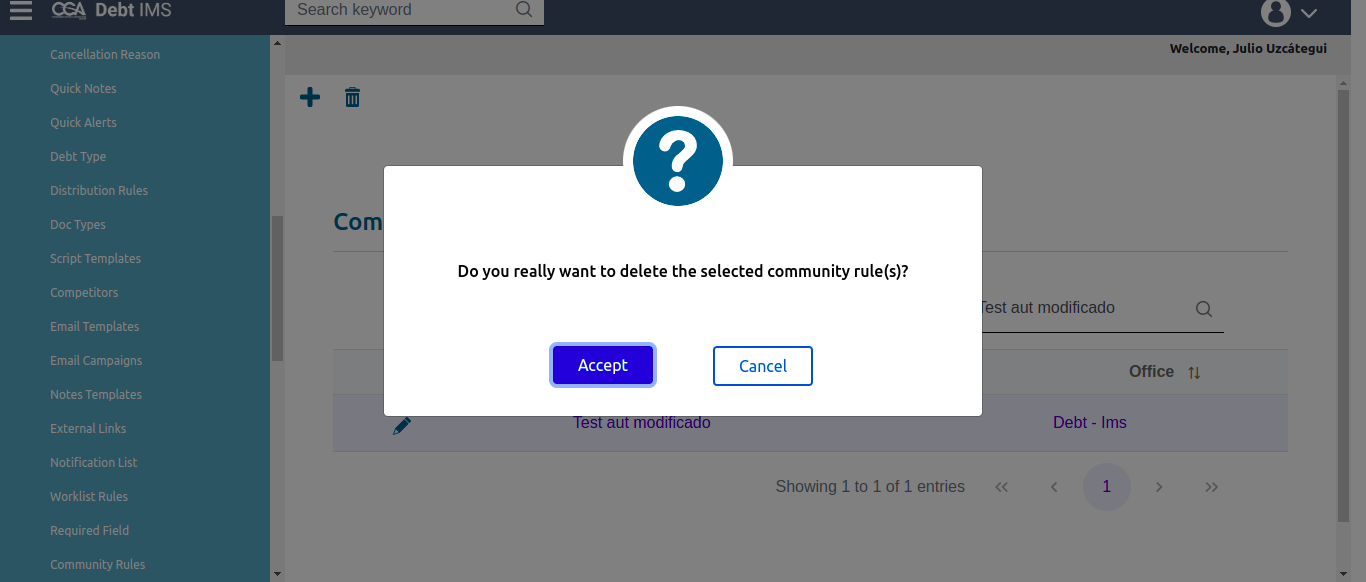 CGA Debt IMS
Search keyword
Welcome, Julio Uzcátegui
Cancellation Reason
Quick Notes
Quick Alerts
Debt Type
Distribution Rules
Doc Types
Script Templates
Competitors
Email Templates
Email Campaigns
Notes Templates
External Links
Notification List
Worklist Rules
Required Field
Community Rules
Com
Do you really want to delete the selected community rule(s)?
Accept
Cancel
Test aut modificado
Office
Test aut modificado
Debt - Ims
Showing 1 to 1 of 1 entries
1